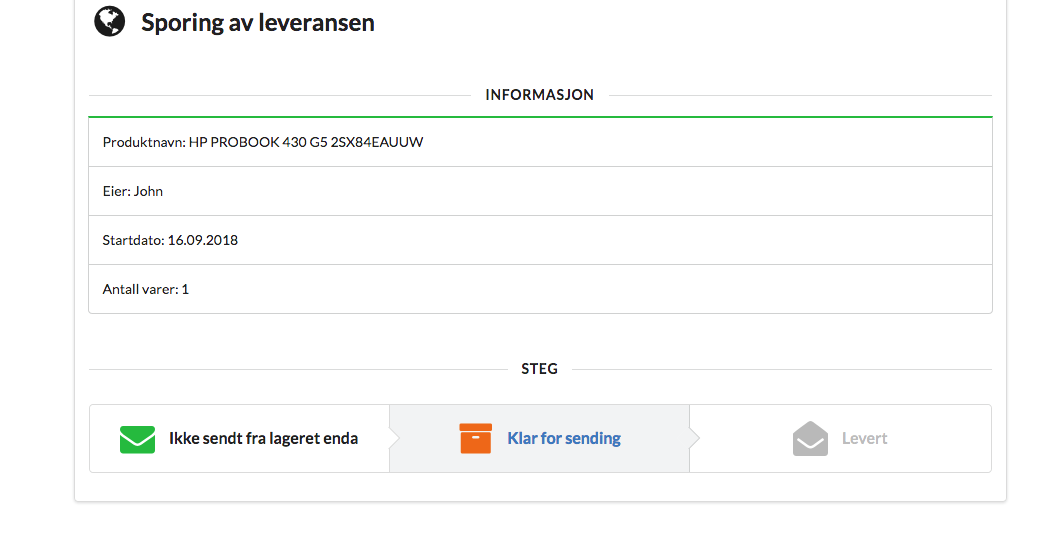 Sporing av leveransen
INFORMASJON
Produktnavn: HP PROBOOK 430 G5 2SX84EAUUW
Eier: John
Startdato: 16.09.2018
Antall varer: 1
STEG
Ikke sendt fra lageret enda
Klar for sending
Levert